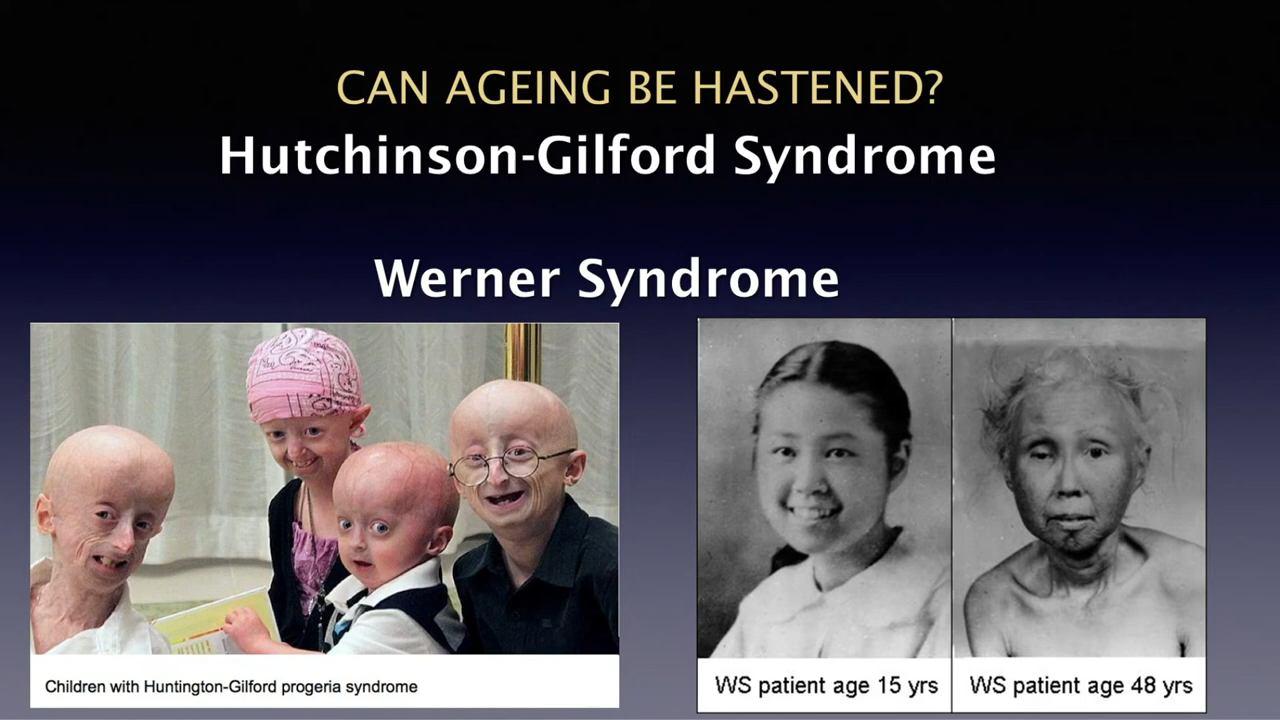 CAN AGEING BE HASTENED?
Hutchinson-Gilford Syndrome
Werner Syndrome
Children with Huntington-Gilford progeria syndrome
WS patient age 15 yrs
WS patient age 48 yrs